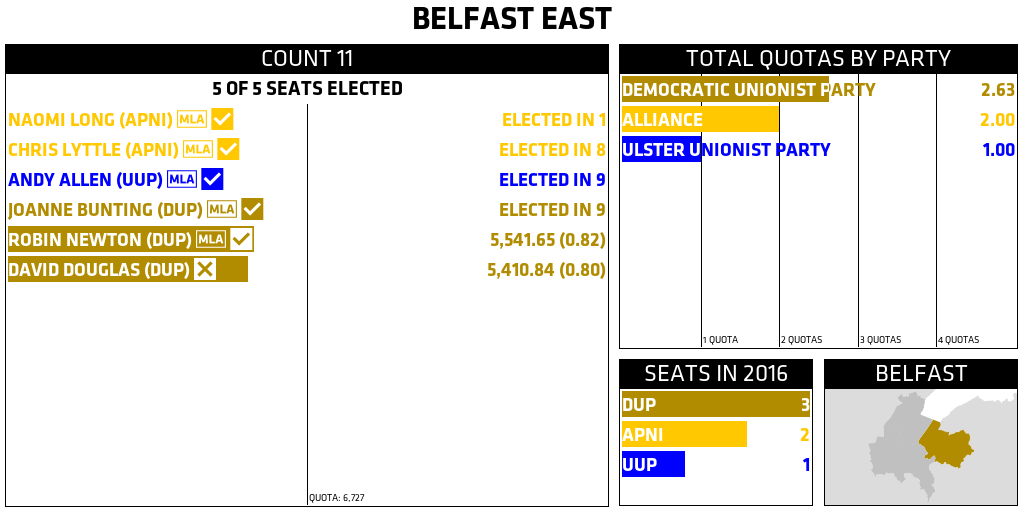 BELFAST EAST
COUNT 11
5 OF 5 SEATS ELECTED
NAOMI LONG (APNI) MLA ELECTED IN 1
CHRIS LYTTLE (APNI) MLA ELECTED IN 8
ANDY ALLEN (UUP) MLA ELECTED IN 9
JOANNE BUNTING (DUP) MLA ELECTED IN 9
ROBIN NEWTON (DUP) MLA 5,541.65 (0.82)
DAVID DOUGLAS (DUP) 5,410.84 (0.80)
QUOTA: 6,727
TOTAL QUOTAS BY PARTY
DEMOCRATIC UNIONIST PARTY 2.63
ALLIANCE 2.00
ULSTER UNIONIST PARTY 1.00
1 QUOTA 2 QUOTAS 3 QUOTAS 4 QUOTAS
SEATS IN 2016
DUP 3
APNI 2
UUP 1
BELFAST